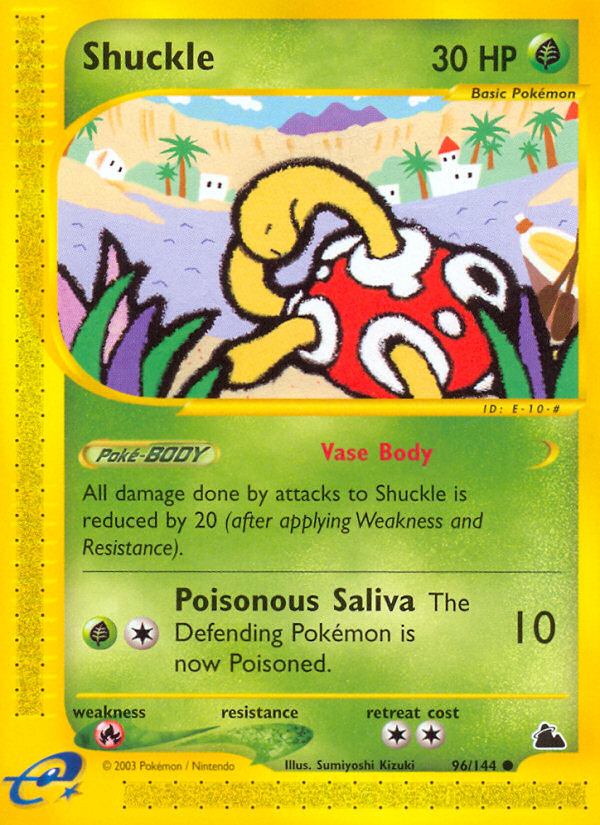 Shuckle
30 HP
Basic Pokémon
ID: E-10-#
Poké-BODY
Vase Body
All damage done by attacks to Shuckle is
reduced by 20 (after applying Weakness and
Resistance).
Poisonous Saliva The
Defending Pokémon is
now Poisoned.
10
weakness
resistance
retreat cost
© 2003 Pokémon / Nintendo
Illus. Sumiyoshi Kizuki
96/144
e